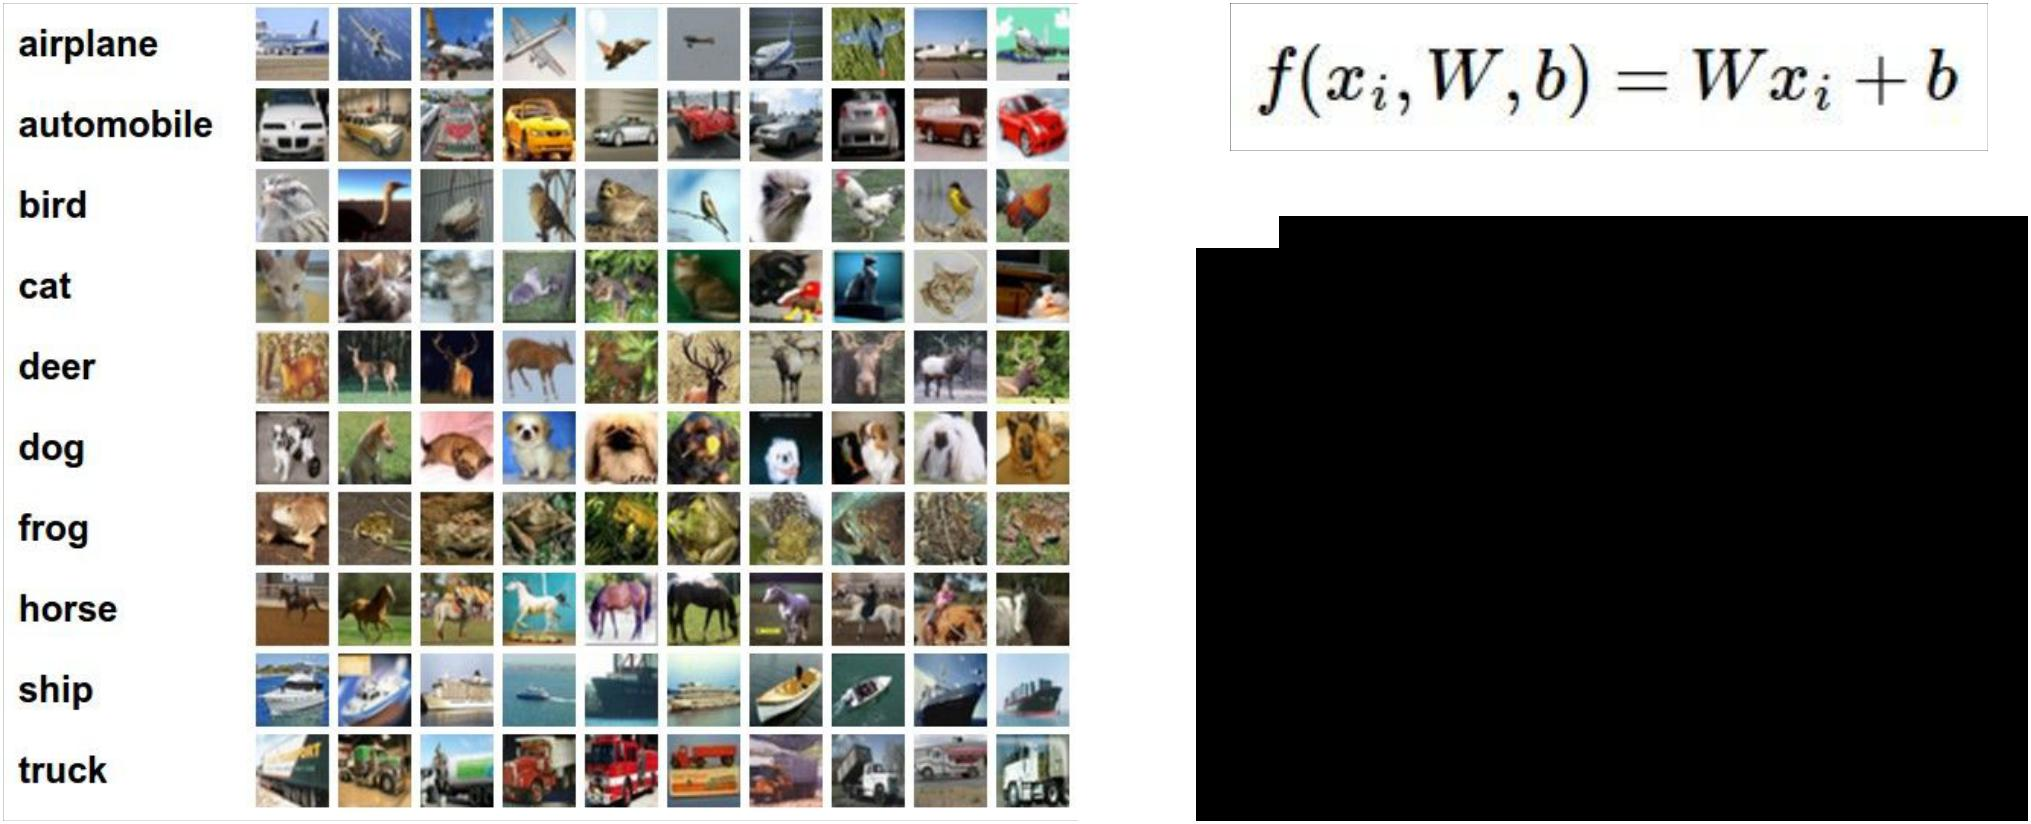 airplane
automobile
bird
cat
deer
dog
frog
horse
ship
truck
f(x_i, W, b) = Wx_i + b